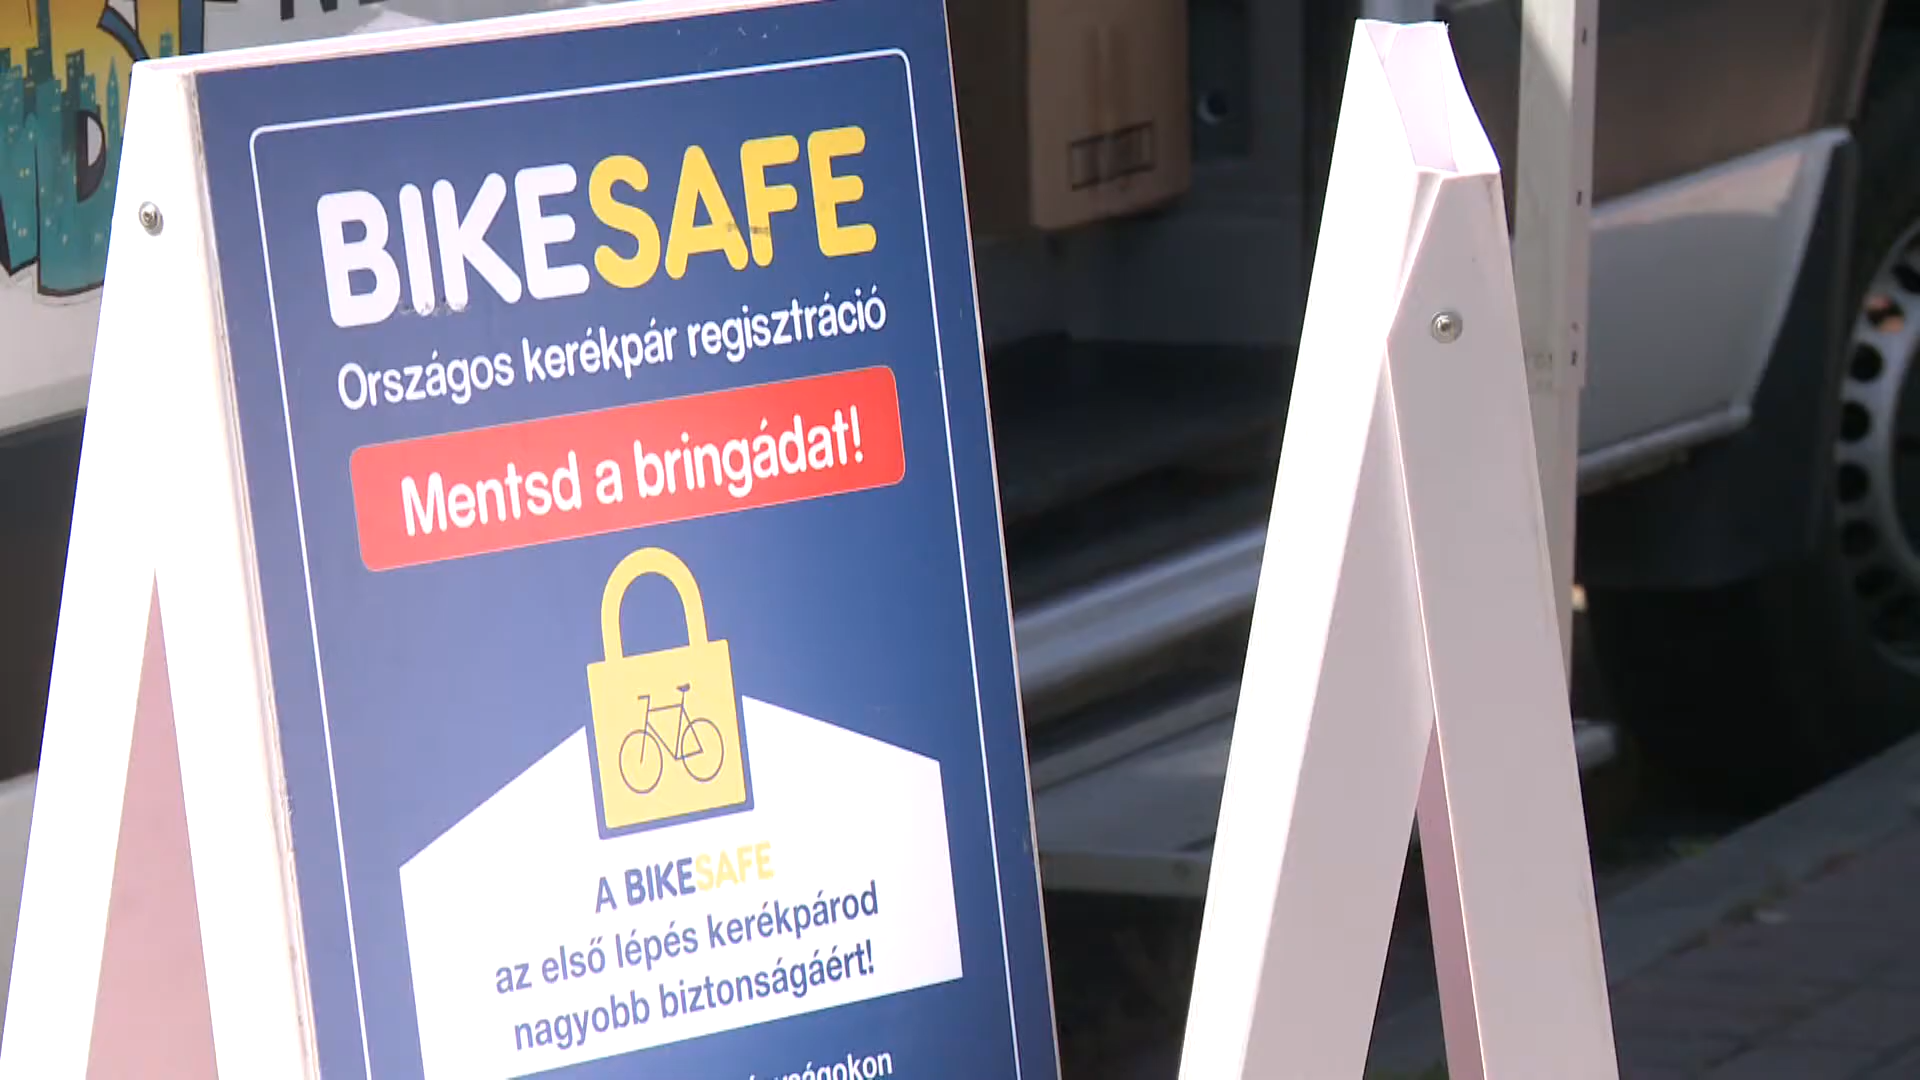 BIKESAFE
Országos kerékpár regisztráció
Mentsd a bringádat!
A BIKESAFE
az első lépés kerékpárod
nagyobb biztonságáért!